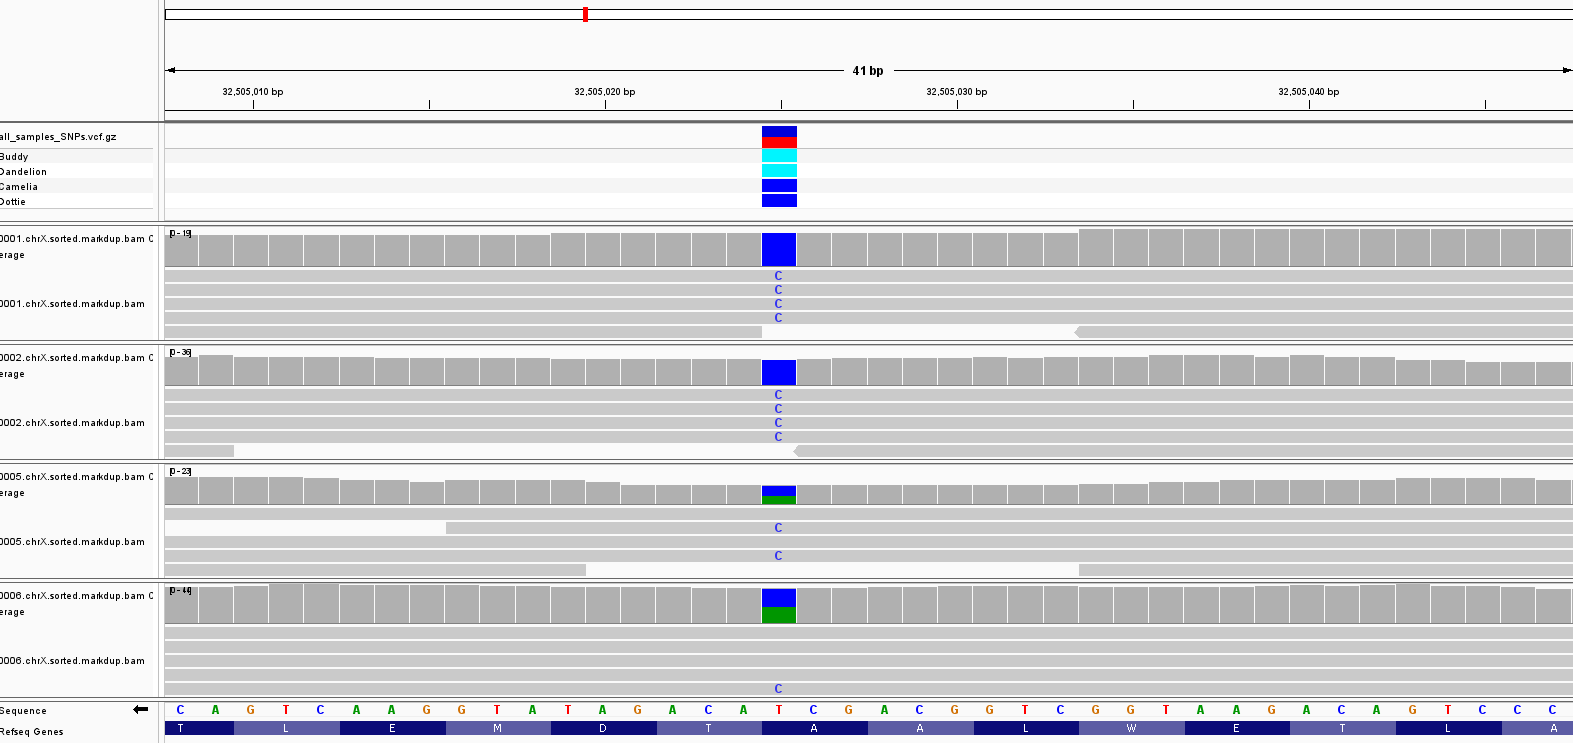 41 bp
32,505,010 bp 32,505,020 bp 32,505,030 bp 32,505,040 bp
all_samples_SNPs.vcf.gz
Buddy
Dandelion
Camelia
Dottie
[0-19]
0001.chrX.sorted.markdup.bam C
erage
C
C
C
0001.chrX.sorted.markdup.bam
C
[0-36]
0002.chrX.sorted.markdup.bam C
erage
C
C
C
0002.chrX.sorted.markdup.bam
C
[0-23]
0005.chrX.sorted.markdup.bam C
erage
C
0005.chrX.sorted.markdup.bam
C
0006.chrX.sorted.markdup.bam C
erage
0006.chrX.sorted.markdup.bam
C
Sequence C A G T C A A G G T A T A G A C A T C G A C G G T C G G T A A G A C A G T C C C
Refseq Genes T L E M D T A A L W E T L A